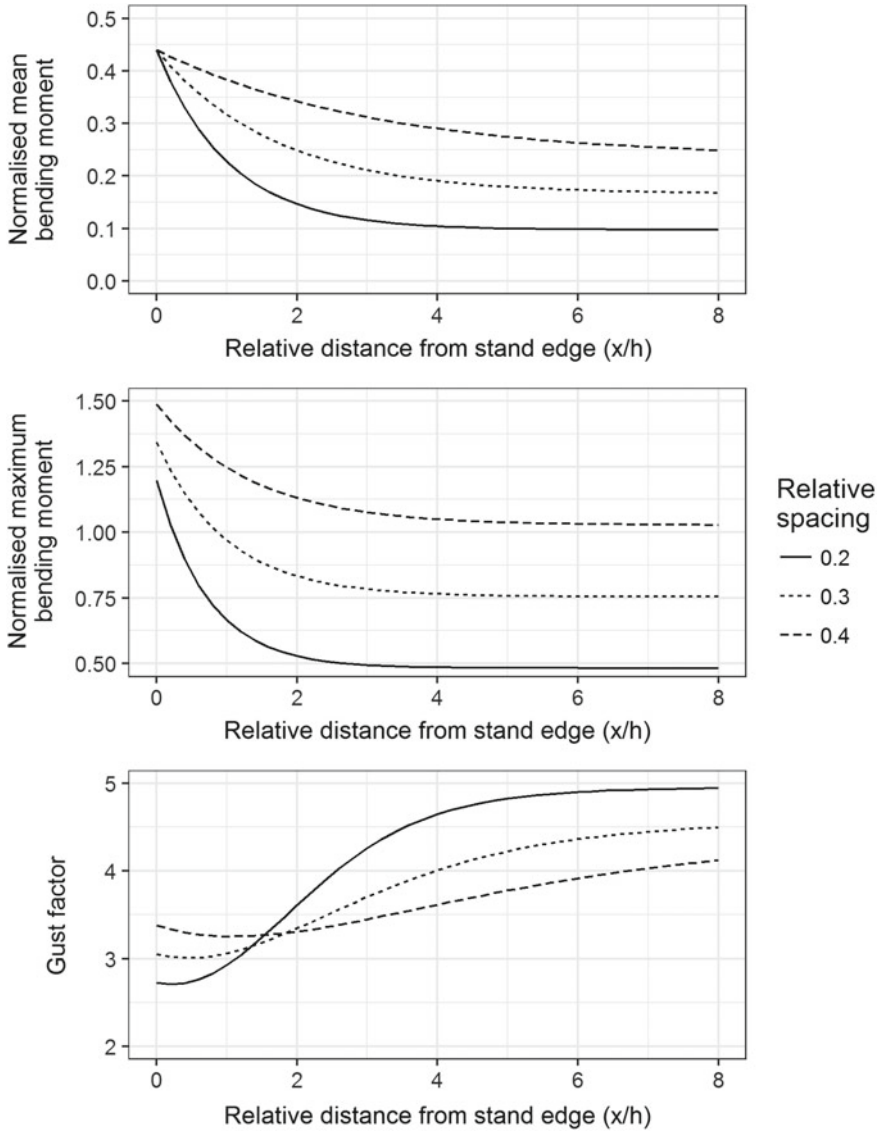 Normalised mean
bending moment
0.5
0.4
0.3
0.2
0.1
0.0
0 2 4 6 8
Relative distance from stand edge (x/h)
Normalised maximum
bending moment
1.50
1.25
1.00
0.75
0.50
0 2 4 6 8
Relative distance from stand edge (x/h)
Relative
spacing
0.2
0.3
0.4
Gust factor
5
4
3
2
0 2 4 6 8
Relative distance from stand edge (x/h)